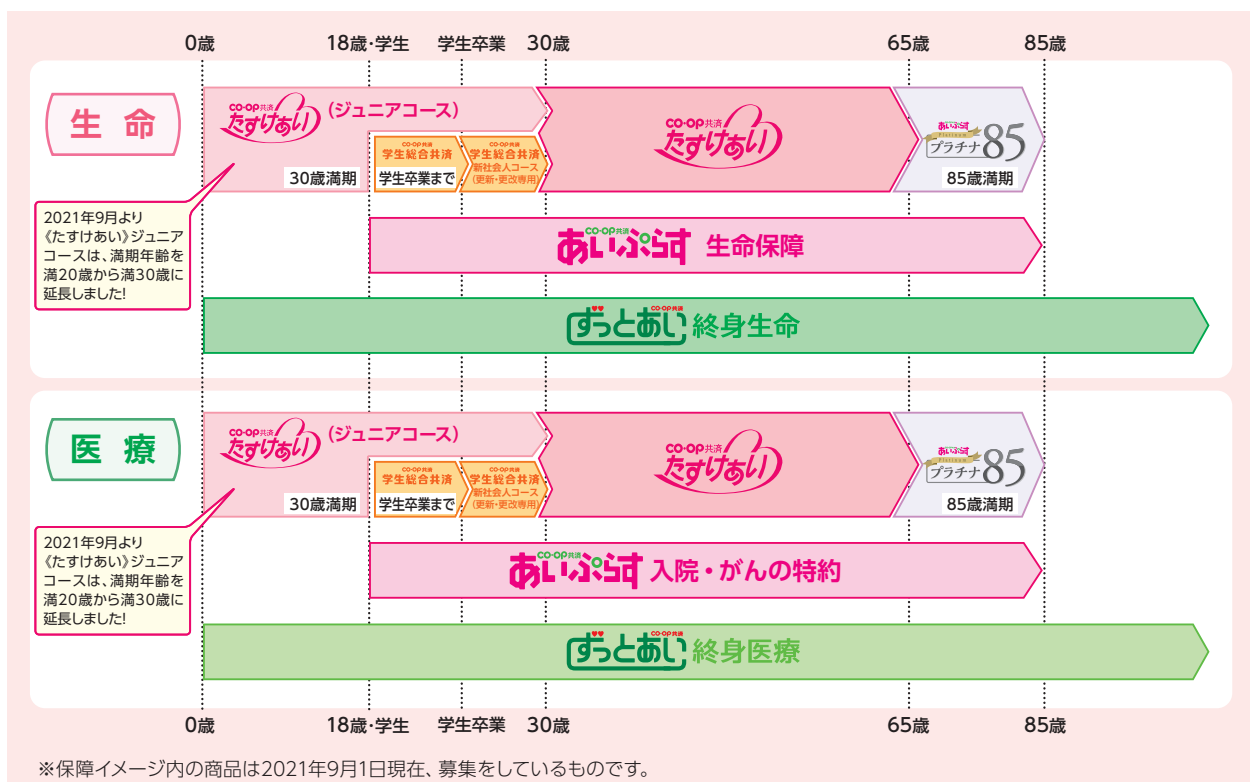 0歳 18歳・学生 学生卒業 30歳 65歳 85歳
生命
CO・OP共済
たすけあい (ジュニアコース)
30歳満期
CO・OP共済
学生総合共済
学生卒業まで
CO・OP共済
学生総合共済
新社会人コース
(更新・更改専用)
CO・OP共済
たすけあい
あいぷらす
Platinum
プラチナ85
85歳満期
2021年9月より
《たすけあい》ジュニア
コースは、満期年齢を
満20歳から満30歳に
延長しました!
CO・OP共済
あいぷらす 生命保障
CO・OP共済
ずっとあい 終身生命
医療
CO・OP共済
たすけあい (ジュニアコース)
30歳満期
CO・OP共済
学生総合共済
学生卒業まで
CO・OP共済
学生総合共済
新社会人コース
(更新・更改専用)
CO・OP共済
たすけあい
あいぷらす
Platinum
プラチナ85
85歳満期
2021年9月より
《たすけあい》ジュニア
コースは、満期年齢を
満20歳から満30歳に
延長しました!
CO・OP共済
あいぷらす 入院・がんの特約
CO・OP共済
ずっとあい 終身医療
0歳 18歳・学生 学生卒業 30歳 65歳 85歳
※保障イメージ内の商品は2021年9月1日現在、募集をしているものです。